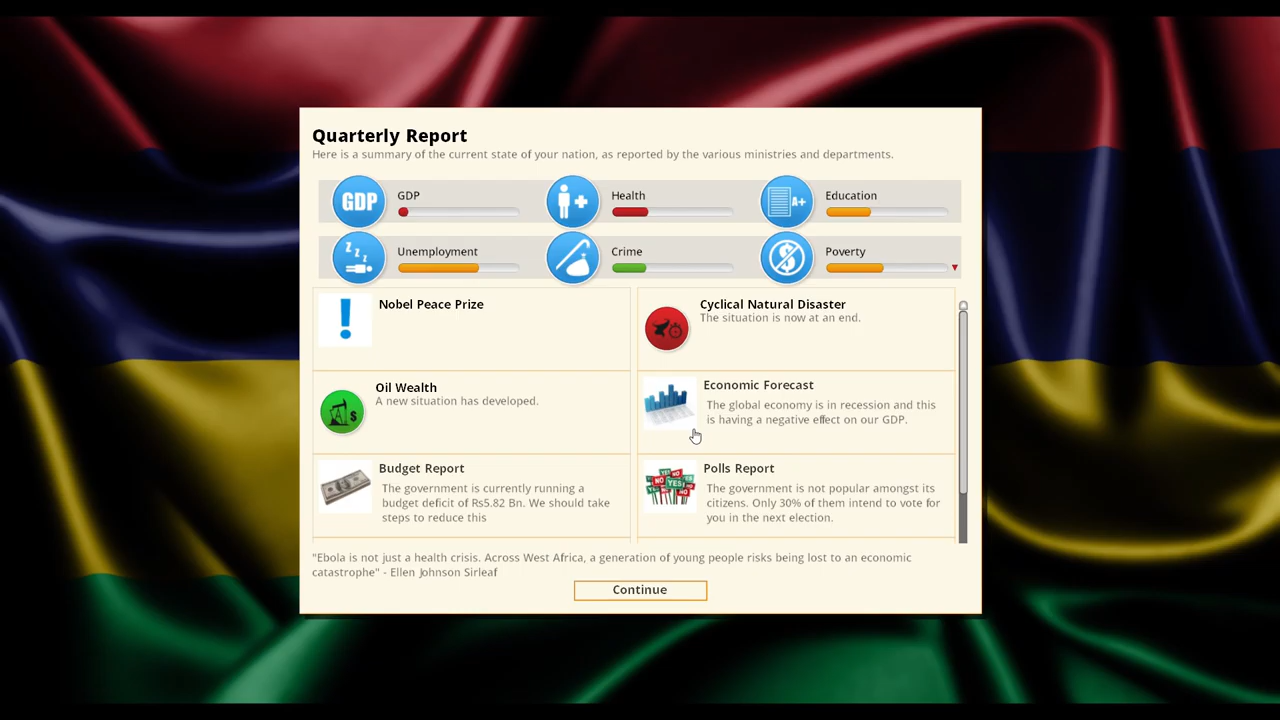 Quarterly Report
Here is a summary of the current state of your nation, as reported by the various ministries and departments.
GDP
GDP
Health
A+
Education
Z Z Z
Unemployment
Crime
$
Poverty
Nobel Peace Prize
Cyclical Natural Disaster
The situation is now at an end.
$
Oil Wealth
A new situation has developed.
Economic Forecast
The global economy is in recession and this
is having a negative effect on our GDP.
Budget Report
The government is currently running a
budget deficit of Rs5.82 Bn. We should take
steps to reduce this
YES
NO
NO
YES
NO
Polls Report
The government is not popular amongst its
citizens. Only 30% of them intend to vote for
you in the next election.
"Ebola is not just a health crisis. Across West Africa, a generation of young people risks being lost to an economic
catastrophe" - Ellen Johnson Sirleaf
Continue